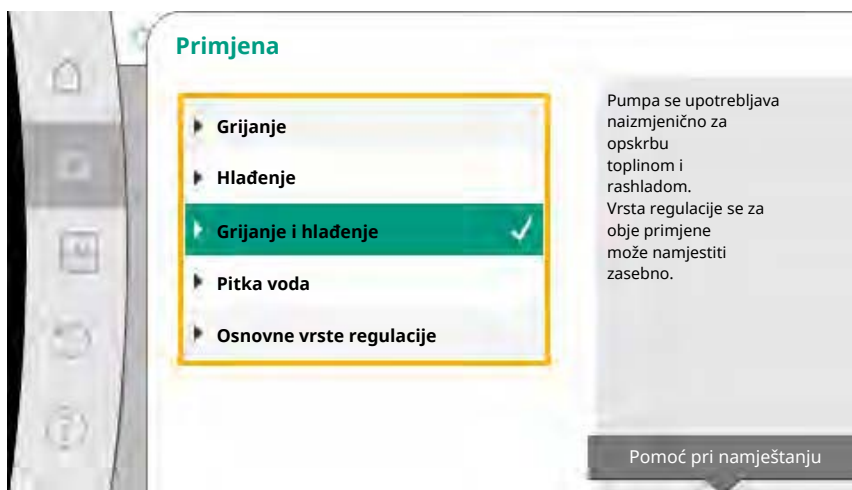 Primjena
Grijanje
Hlađenje
Grijanje i hlađenje
Pitka voda
Osnovne vrste regulacije
Pumpa se upotrebljava
naizmjenično za
opskrbu
toplinom i
rashladom.
Vrsta regulacije se za
obje primjene
može namjestiti
zasebno.
Pomoć pri namještanju